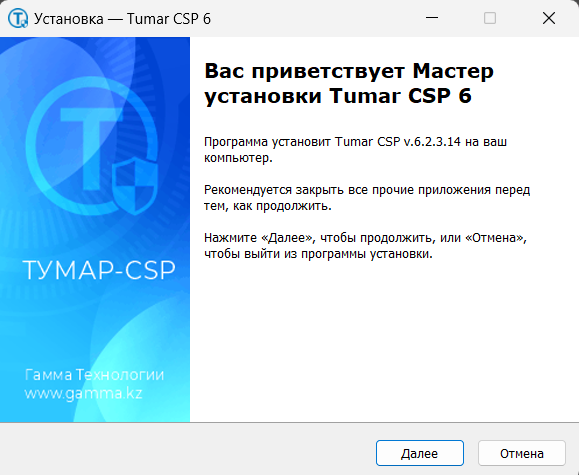 Установка — Tumar CSP 6
Вас приветствует Мастер
установки Tumar CSP 6
Программа установит Tumar CSP v.6.2.3.14 на ваш
компьютер.
Рекомендуется закрыть все прочие приложения перед
тем, как продолжить.
Нажмите «Далее», чтобы продолжить, или «Отмена»,
чтобы выйти из программы установки.
ТУМАР-CSP
Гамма Технологии
www.gamma.kz
Далее
Отмена